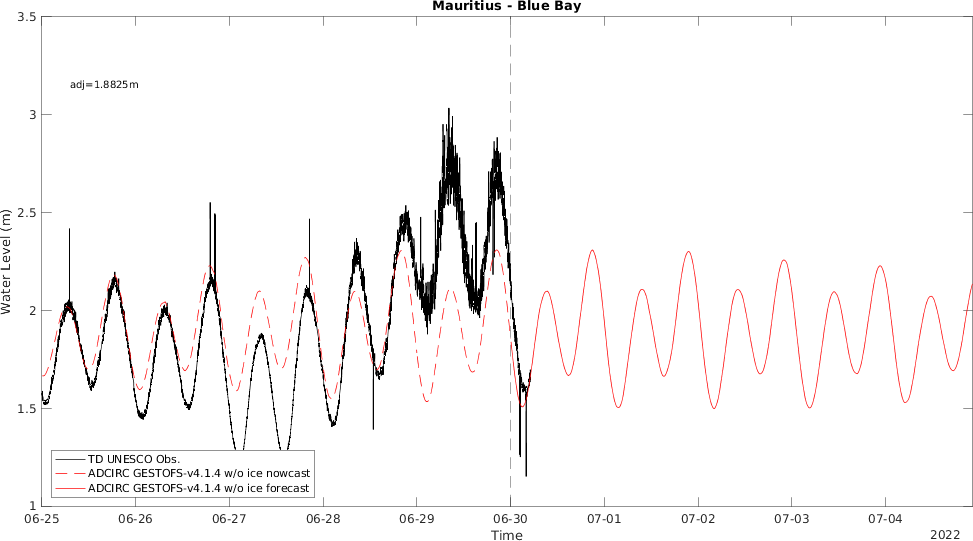 Mauritius - Blue Bay
3.5
3
2.5
2
1.5
1
Water Level (m)
adj=1.8825m
TD UNESCO Obs.
ADCIRC GESTOFS-v4.1.4 w/o ice nowcast
ADCIRC GESTOFS-v4.1.4 w/o ice forecast
06-25 06-26 06-27 06-28 06-29 06-30 07-01 07-02 07-03 07-04
Time
2022